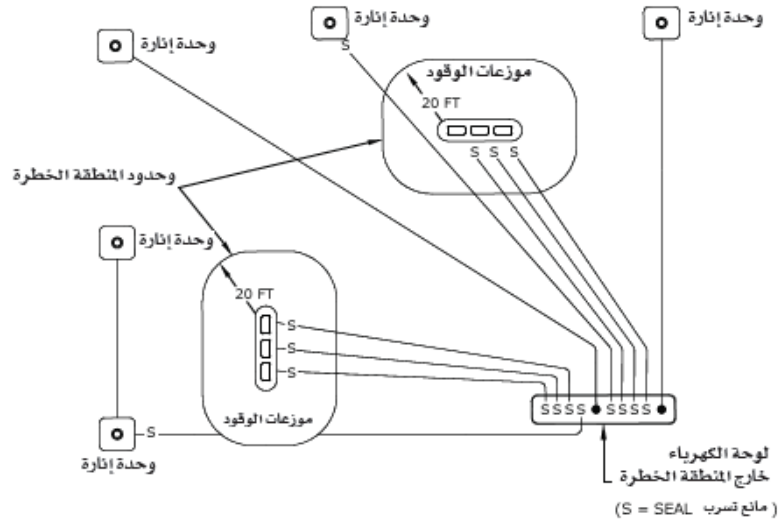 وحدة إنارة
وحدة إنارة
وحدة إنارة
S
موزعات الوقود
20 FT
S S S
وحدود المنطقة الخطرة
وحدة إنارة
20 FT
S
S
S
موزعات الوقود
S
وحدة إنارة
S S S S S S S S
لوحة الكهرباء
خارج المنطقة الخطرة
(S = SEAL مانع تسرب)